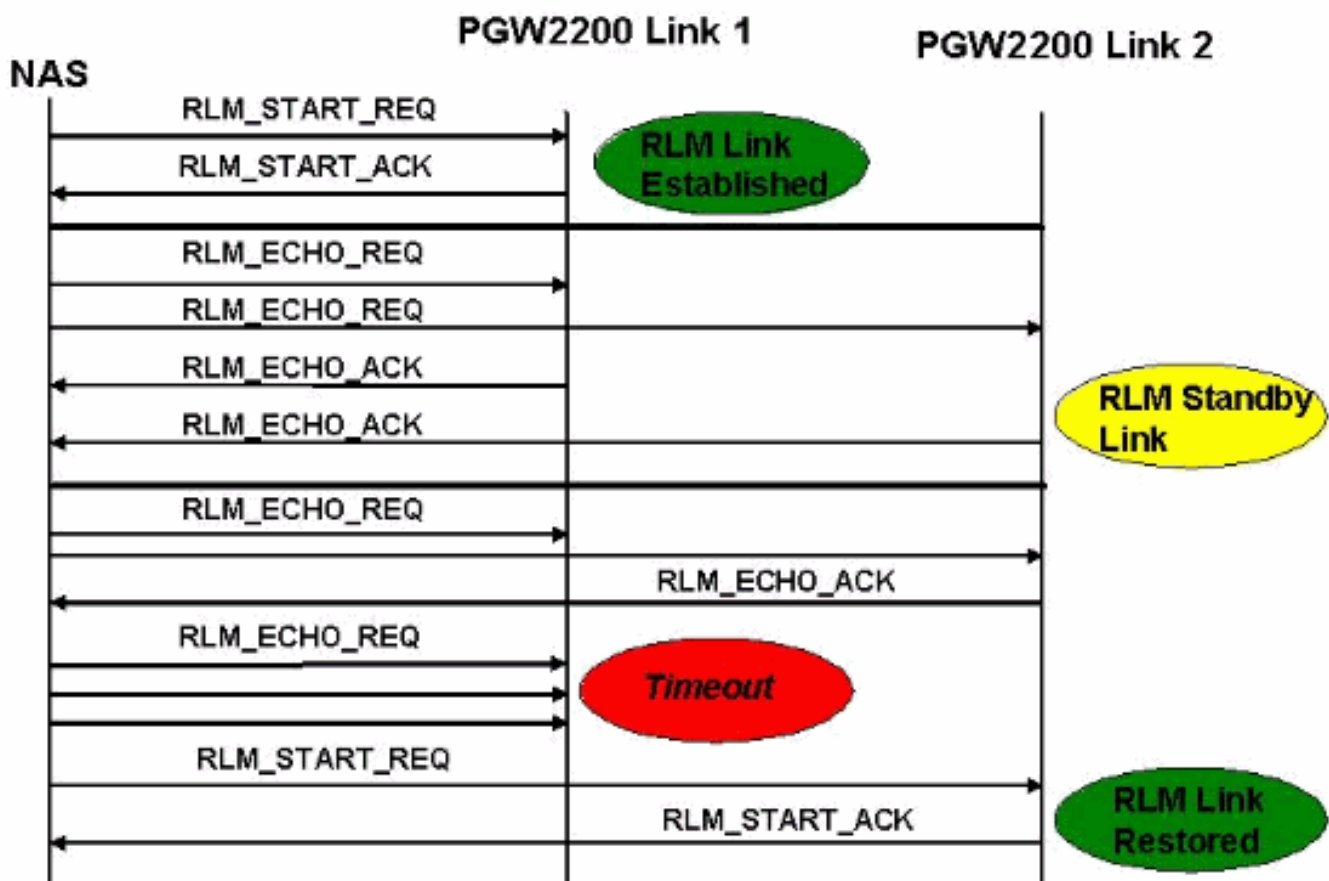 PGW2200 Link 1
PGW2200 Link 2
NAS
RLM_START_REQ
RLM Link
Established
RLM_START_ACK
RLM_ECHO_REQ
RLM_ECHO_REQ
RLM_ECHO_ACK
RLM Standby
Link
RLM_ECHO_ACK
RLM_ECHO_REQ
RLM_ECHO_ACK
RLM_ECHO_REQ
Timeout
RLM_START_REQ
RLM Link
Restored
RLM_START_ACK